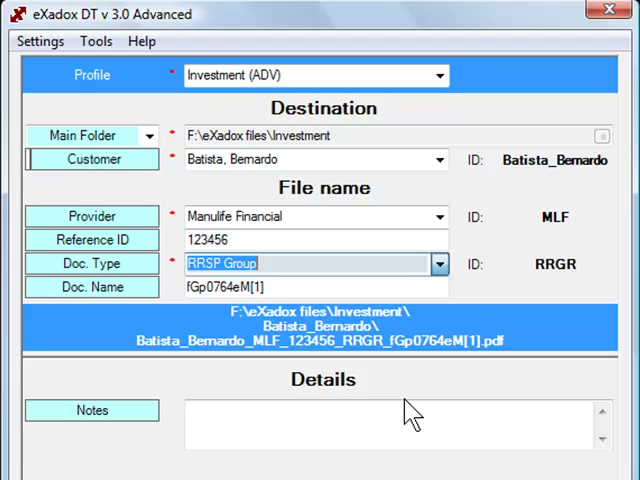 eXadox DT v 3.0 Advanced
Settings Tools Help
Profile * Investment (ADV)
Destination
Main Folder * F:\eXadox files\Investment
Customer * Batista, Bernardo ID: Batista_Bernardo
File name
Provider * Manulife Financial ID: MLF
Reference ID 123456
Doc. Type * RRSP Group ID: RRGR
Doc. Name fGp0764eM[1]
F:\eXadox files\Investment\
Batista_Bernardo\
Batista_Bernardo_MLF_123456_RRGR_fGp0764eM[1].pdf
Details
Notes